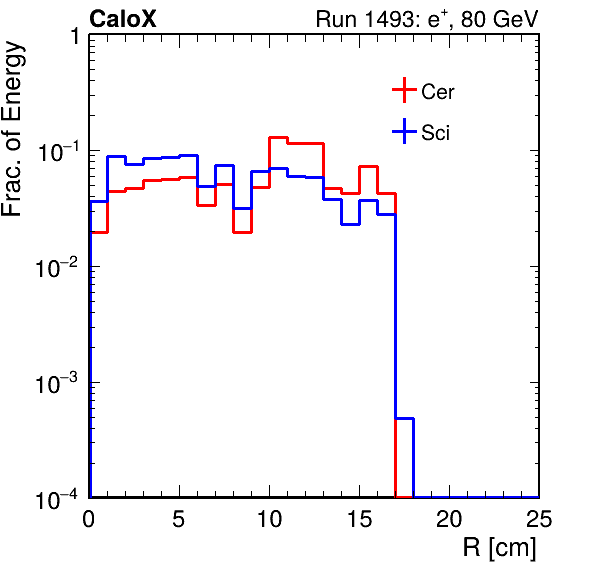 CaloX Run 1493: e⁺, 80 GeV
Frac. of Energy
1
10⁻¹
10⁻²
10⁻³
10⁻⁴
Cer
Sci
0 5 10 15 20 25
R [cm]